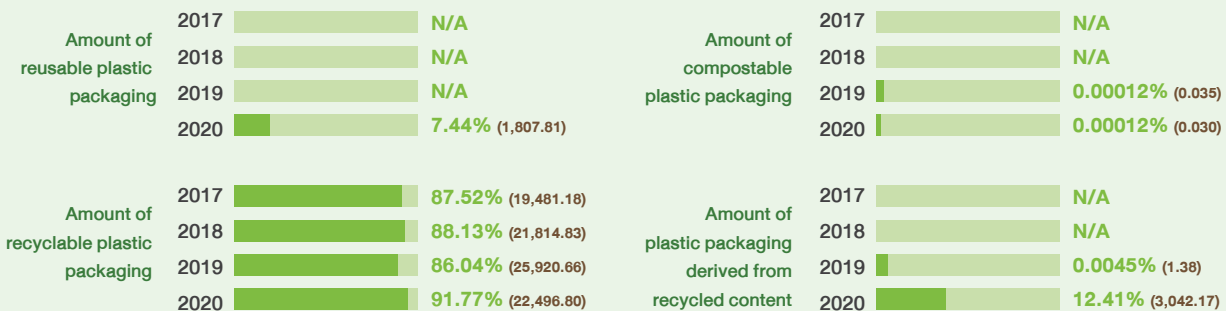 Amount of
reusable plastic
packaging
2017 N/A
2018 N/A
2019 N/A
2020 7.44% (1,807.81)
Amount of
compostable
plastic packaging
2017 N/A
2018 N/A
2019 0.00012% (0.035)
2020 0.00012% (0.030)
Amount of
recyclable plastic
packaging
2017 87.52% (19,481.18)
2018 88.13% (21,814.83)
2019 86.04% (25,920.66)
2020 91.77% (22,496.80)
Amount of
plastic packaging
derived from
recycled content
2017 N/A
2018 N/A
2019 0.0045% (1.38)
2020 12.41% (3,042.17)